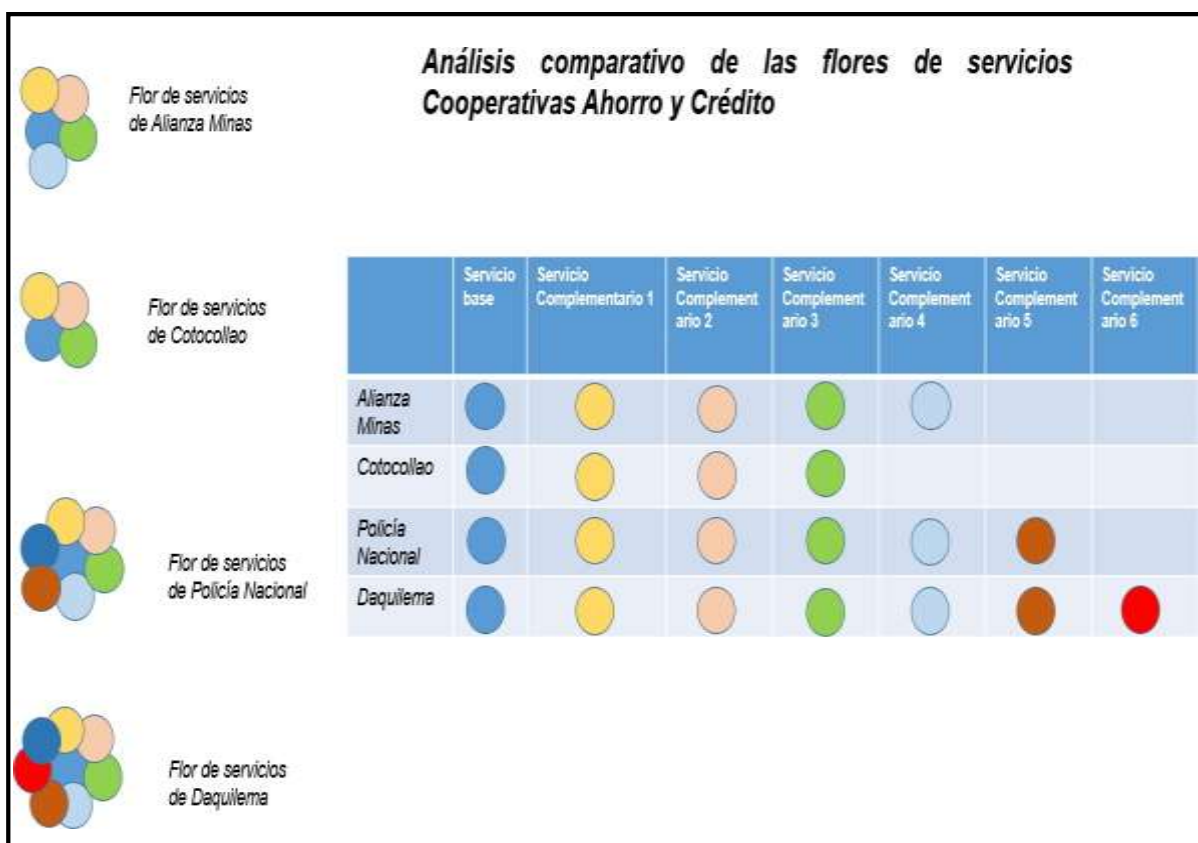 Análisis comparativo de las flores de servicios
Cooperativas Ahorro y Crédito
Flor de servicios
de Alianza Minas
Flor de servicios
de Cotocollao
Flor de servicios
de Policía Nacional
Flor de servicios
de Daquilema
Servicio
base
Servicio
Complementario 1
Servicio
Complement
ario 2
Servicio
Complement
ario 3
Servicio
Complement
ario 4
Servicio
Complement
ario 5
Servicio
Complement
ario 6
Alianza
Minas
Cotocollao
Policía
Nacional
Daquilema